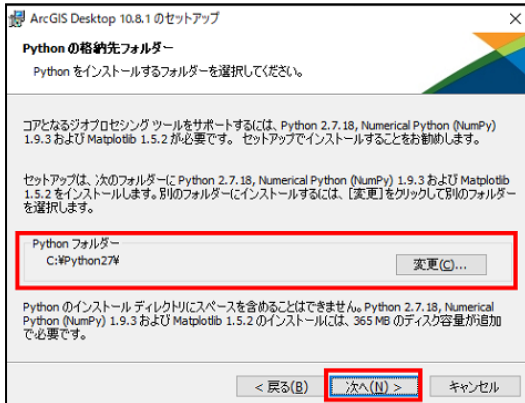 ArcGIS Desktop 10.8.1 のセットアップ
Python の格納先フォルダー
Python をインストールするフォルダーを選択してください。
コアとなるジオプロセシング ツールをサポートするには、Python 2.7.18, Numerical Python (NumPy)
1.9.3 および Matplotlib 1.5.2 が必要です。 セットアップでインストールすることをお勧めします。
セットアップは、次のフォルダーに Python 2.7.18, Numerical Python (NumPy) 1.9.3 および Matplotlib
1.5.2 をインストールします。別のフォルダーにインストールするには、[変更]をクリックして別のフォルダー
を選択します。
Python フォルダー
C:¥Python27¥
変更(C)...
Python のインストール ディレクトリにスペースを含めることはできません。Python 2.7.18, Numerical
Python (NumPy) 1.9.3 および Matplotlib 1.5.2 のインストールには、365 MB のディスク容量が追加
で必要です。
< 戻る(B)
次へ(N) >
キャンセル